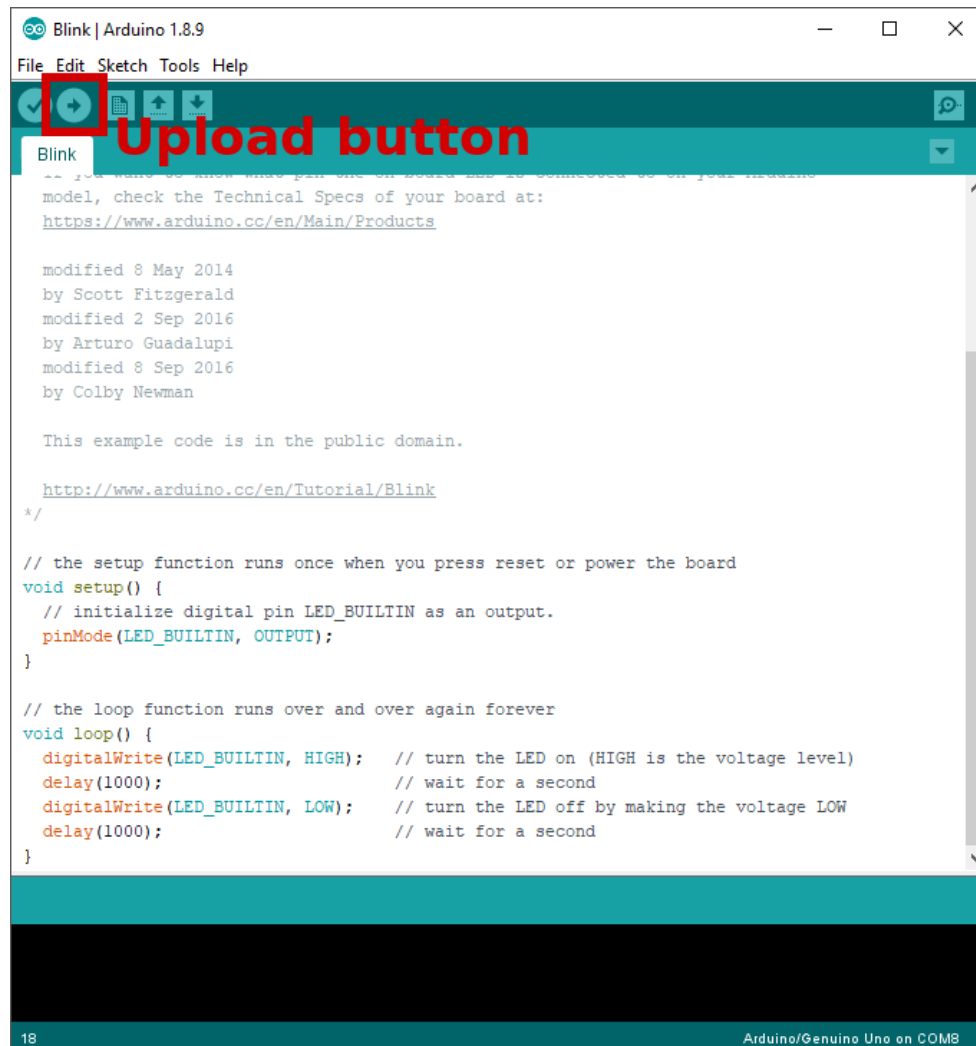 Blink | Arduino 1.8.9
File Edit Sketch Tools Help
Upload button
Blink
model, check the Technical Specs of your board at:
https://www.arduino.cc/en/Main/Products
modified 8 May 2014
by Scott Fitzgerald
modified 2 Sep 2016
by Arturo Guadalupi
modified 8 Sep 2016
by Colby Newman
This example code is in the public domain.
http://www.arduino.cc/en/Tutorial/Blink
*/
// the setup function runs once when you press reset or power the board
void setup() {
  // initialize digital pin LED_BUILTIN as an output.
  pinMode(LED_BUILTIN, OUTPUT);
}
// the loop function runs over and over again forever
void loop() {
  digitalWrite(LED_BUILTIN, HIGH);   // turn the LED on (HIGH is the voltage level)
  delay(1000);                       // wait for a second
  digitalWrite(LED_BUILTIN, LOW);    // turn the LED off by making the voltage LOW
  delay(1000);                       // wait for a second
}
18
Arduino/Genuino Uno on COM8